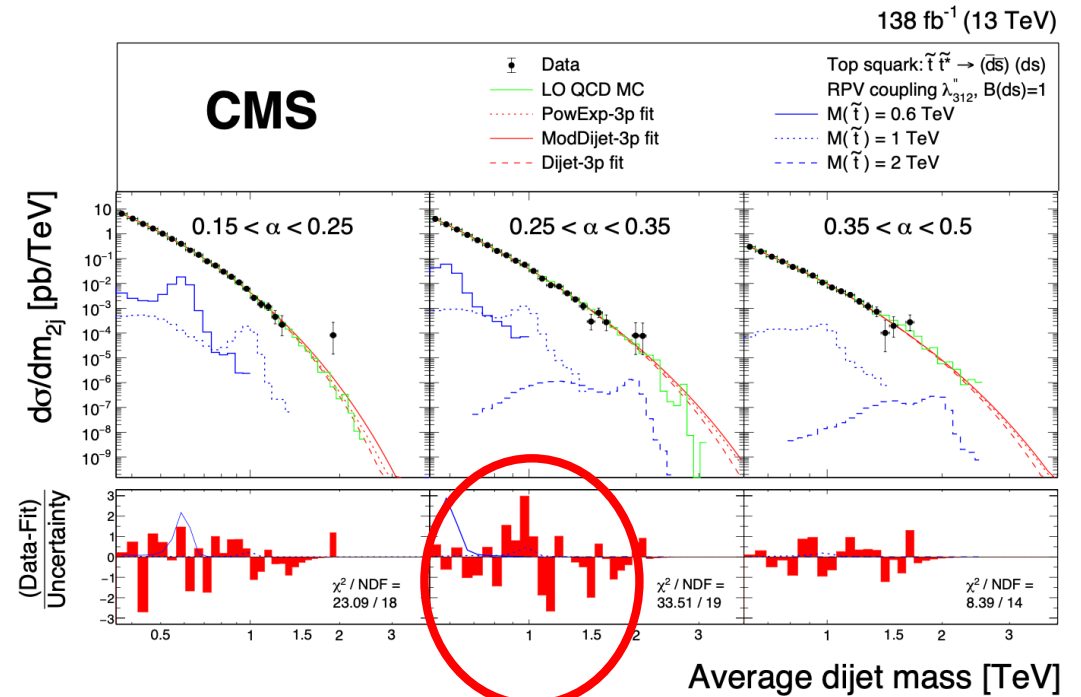 138 fb⁻¹ (13 TeV)
CMS
Data
LO QCD MC
PowExp-3p fit
ModDijet-3p fit
Dijet-3p fit
Top squark: t̃ t̃* → (d̄s̄) (ds)
RPV coupling λ″₃₁₂, B(ds)=1
M(t̃) = 0.6 TeV
M(t̃) = 1 TeV
M(t̃) = 2 TeV
dσ/dm₂ⱼ [pb/TeV]
10
1
10⁻¹
10⁻²
10⁻³
10⁻⁴
10⁻⁵
10⁻⁶
10⁻⁷
10⁻⁸
10⁻⁹
0.15 < α < 0.25
0.25 < α < 0.35
0.35 < α < 0.5
(Data-Fit)
Uncertainty
3
2
1
0
−1
−2
−3
χ² / NDF =
23.09 / 18
χ² / NDF =
33.51 / 19
χ² / NDF =
8.39 / 14
0.5 1 2 3 1 1.5 2 3 1 2 3
Average dijet mass [TeV]